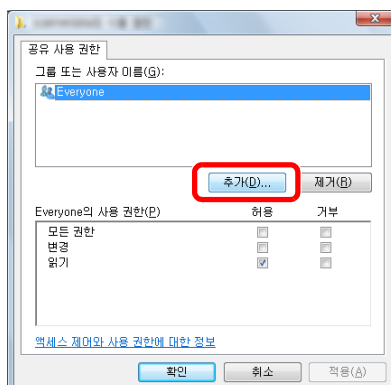 공유 사용 권한
그룹 또는 사용자 이름(G):
Everyone
추가(D)... 제거(R)
Everyone의 사용 권한(P) 허용 거부
모든 권한
변경
읽기
액세스 제어와 사용 권한에 대한 정보
확인 취소 적용(A)